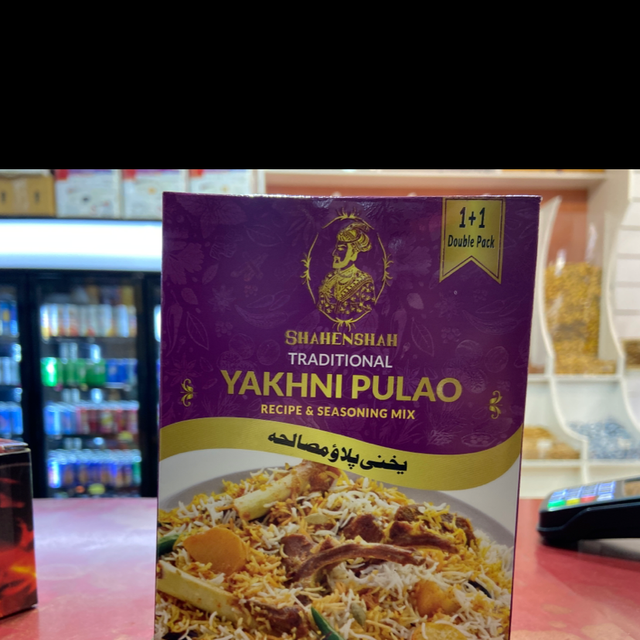 1+1
Double Pack
SHAHENSHAH
TRADITIONAL
YAKHNI PULAO
RECIPE & SEASONING MIX
یخنی پلاؤ مصالحہ